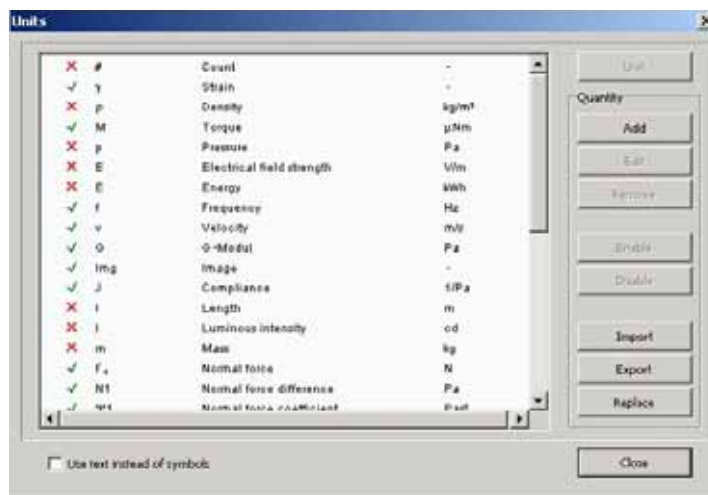 Units
# Count -
γ Strain -
ρ Density kg/m³
M Torque µNm
p Pressure Pa
E Electrical field strength V/m
E Energy kWh
f Frequency Hz
v Velocity m/s
G G-Modul Pa
Img Image -
J Compliance 1/Pa
l Length m
I Luminous intensity cd
m Mass kg
Normal force N
N1 Normal force difference Pa
Ψ1 Normal force coefficient
Unit
Quantity
Add
Edit
Remove
Enable
Disable
Import
Export
Replace
Use text instead of symbols
Close